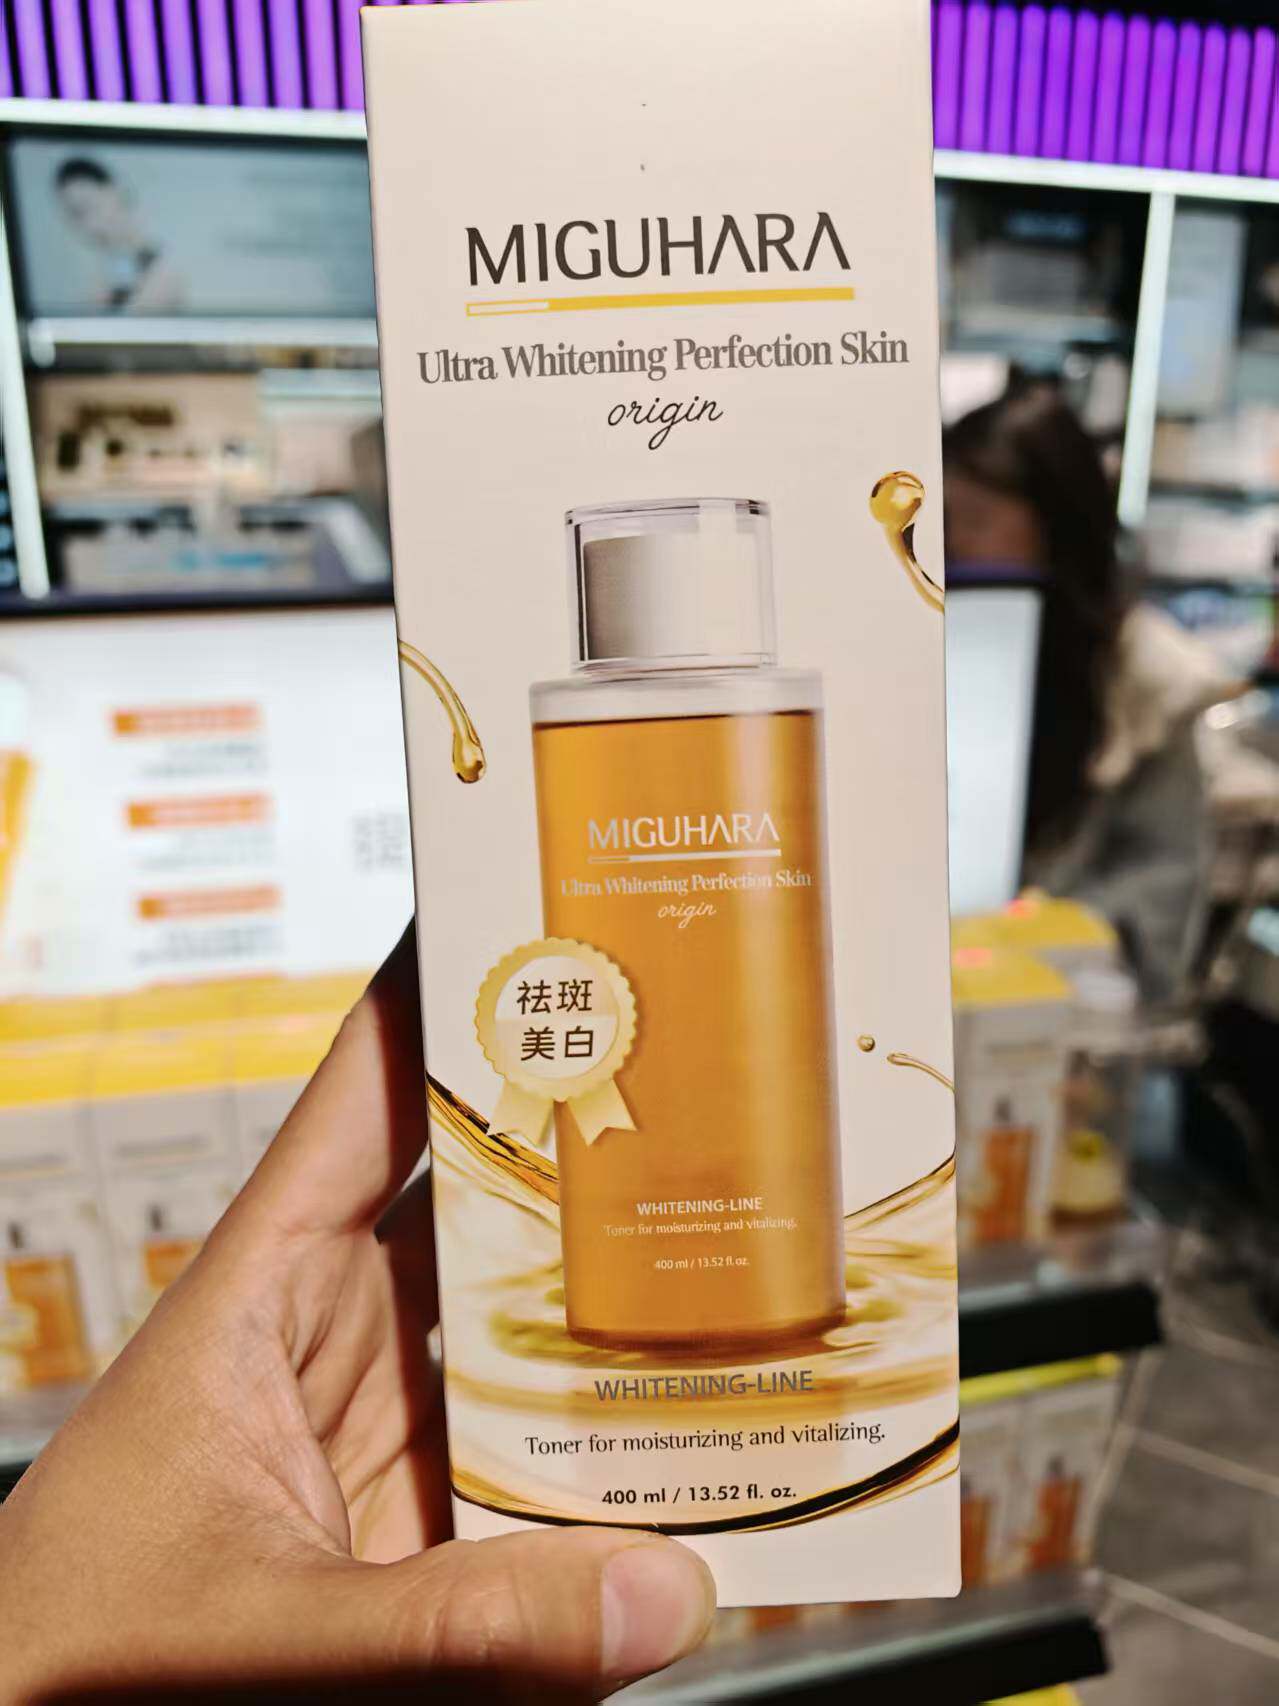 MIGUHARA
Ultra Whitening Perfection Skin
origin
MIGUHARA
Ultra Whitening Perfection Skin
origin
祛斑
美白
WHITENING-LINE
Toner for moisturizing and vitalizing.
400 ml / 13.52 fl. oz.
WHITENING-LINE
Toner for moisturizing and vitalizing.
400 ml / 13.52 fl. oz.